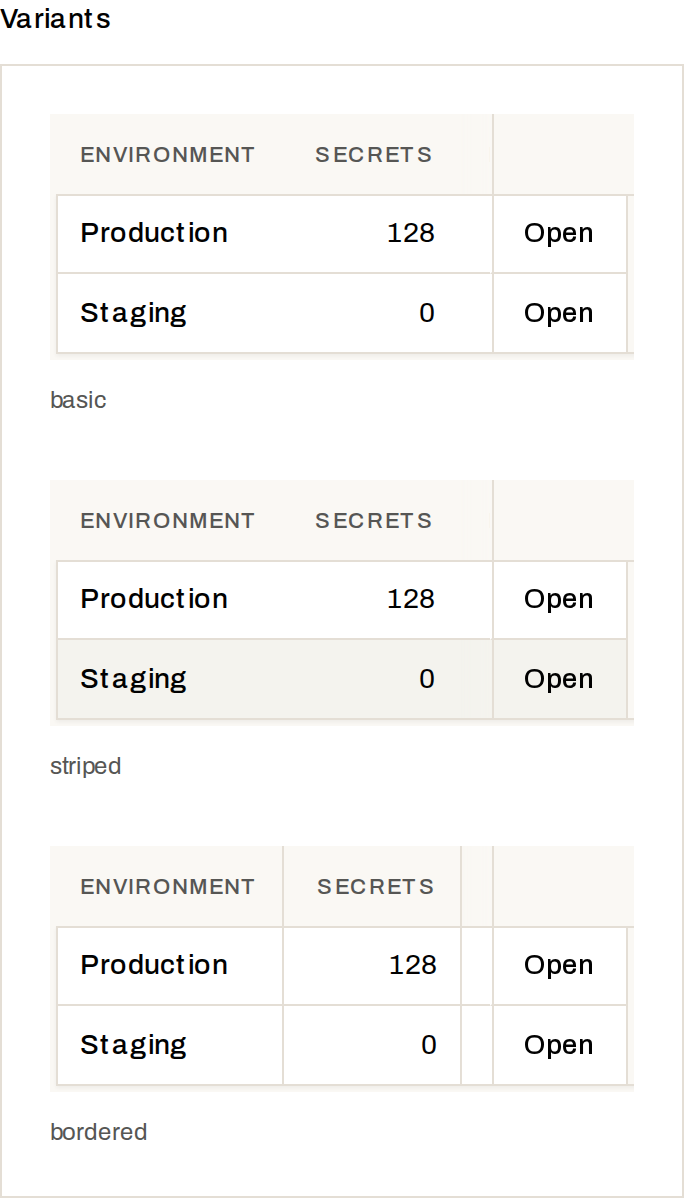 Variants
ENVIRONMENT SECRETS
Production 128 Open
Staging 0 Open
basic
ENVIRONMENT SECRETS
Production 128 Open
Staging 0 Open
striped
ENVIRONMENT SECRETS
Production 128 Open
Staging 0 Open
bordered